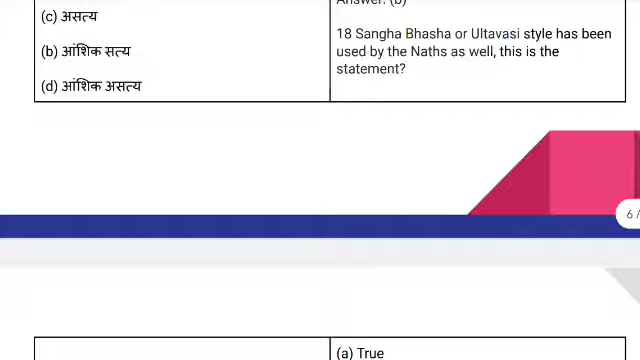 (c) असत्य
(b) आंशिक सत्य
(d) आंशिक असत्य
Answer: (b)
18 Sangha Bhasha or Ultavasi style has been
used by the Naths as well, this is the
statement?
6 /
(a) True